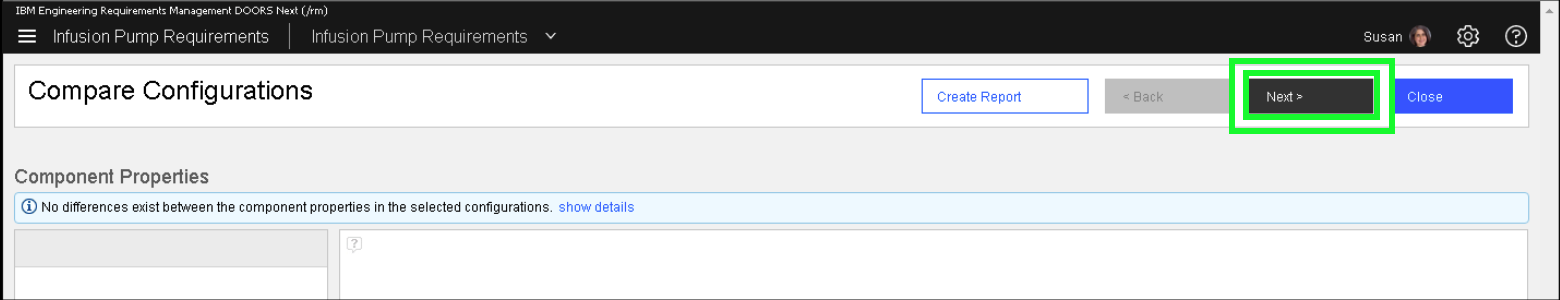 IBM Engineering Requirements Management DOORS Next (/rm)
Infusion Pump Requirements
Infusion Pump Requirements
Susan
Compare Configurations
Create Report
< Back
Next >
Close
Component Properties
No differences exist between the component properties in the selected configurations. show details